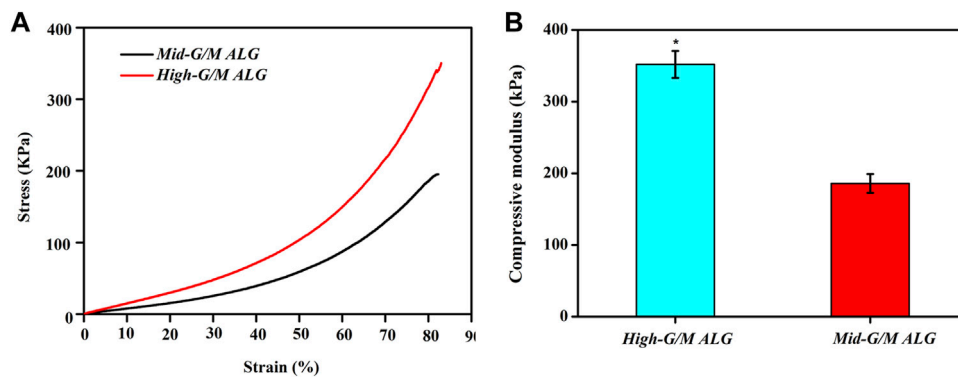 A
Stress (KPa)
400
300
200
100
0
Mid-G/M ALG
High-G/M ALG
0 10 20 30 40 50 60 70 80 90
Strain (%)
B
Compressive modulus (kPa)
400
300
200
100
0
*
High-G/M ALG Mid-G/M ALG